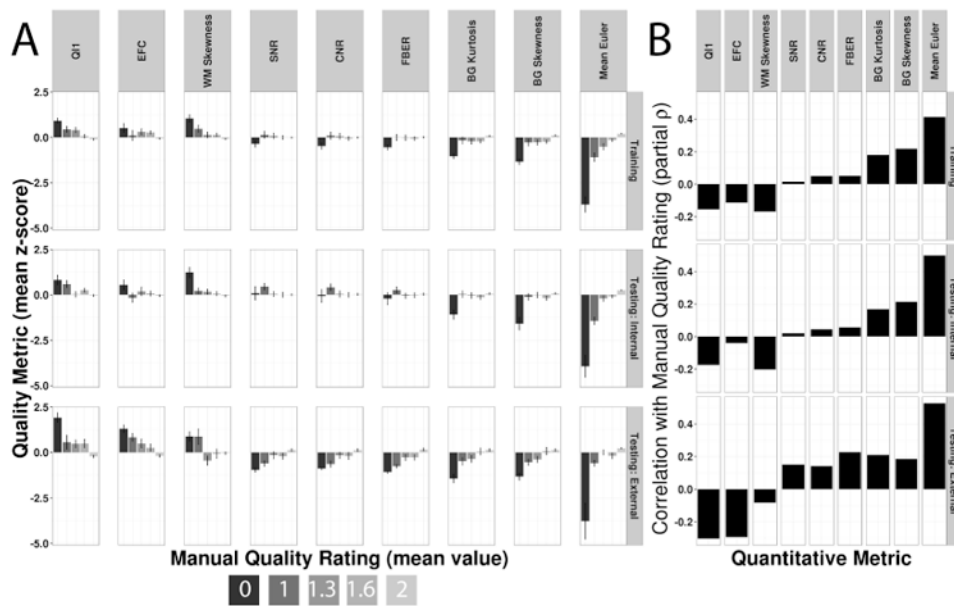 A
QI1
EFC
WM Skewness
SNR
CNR
FBER
BG Kurtosis
BG Skewness
Mean Euler
Quality Metric (mean z-score)
2.5
0.0
-2.5
-5.0
Training
2.5
0.0
-2.5
-5.0
Testing: Internal
2.5
0.0
-2.5
-5.0
Testing: External
Manual Quality Rating (mean value)
0 1 1.3 1.6 2
B
QI1
EFC
WM Skewness
SNR
CNR
FBER
BG Kurtosis
BG Skewness
Mean Euler
Correlation with Manual Quality Rating (partial ρ)
0.4
0.2
0.0
-0.2
Training
0.4
0.2
0.0
-0.2
Testing: Internal
0.4
0.2
0.0
-0.2
Testing: External
Quantitative Metric